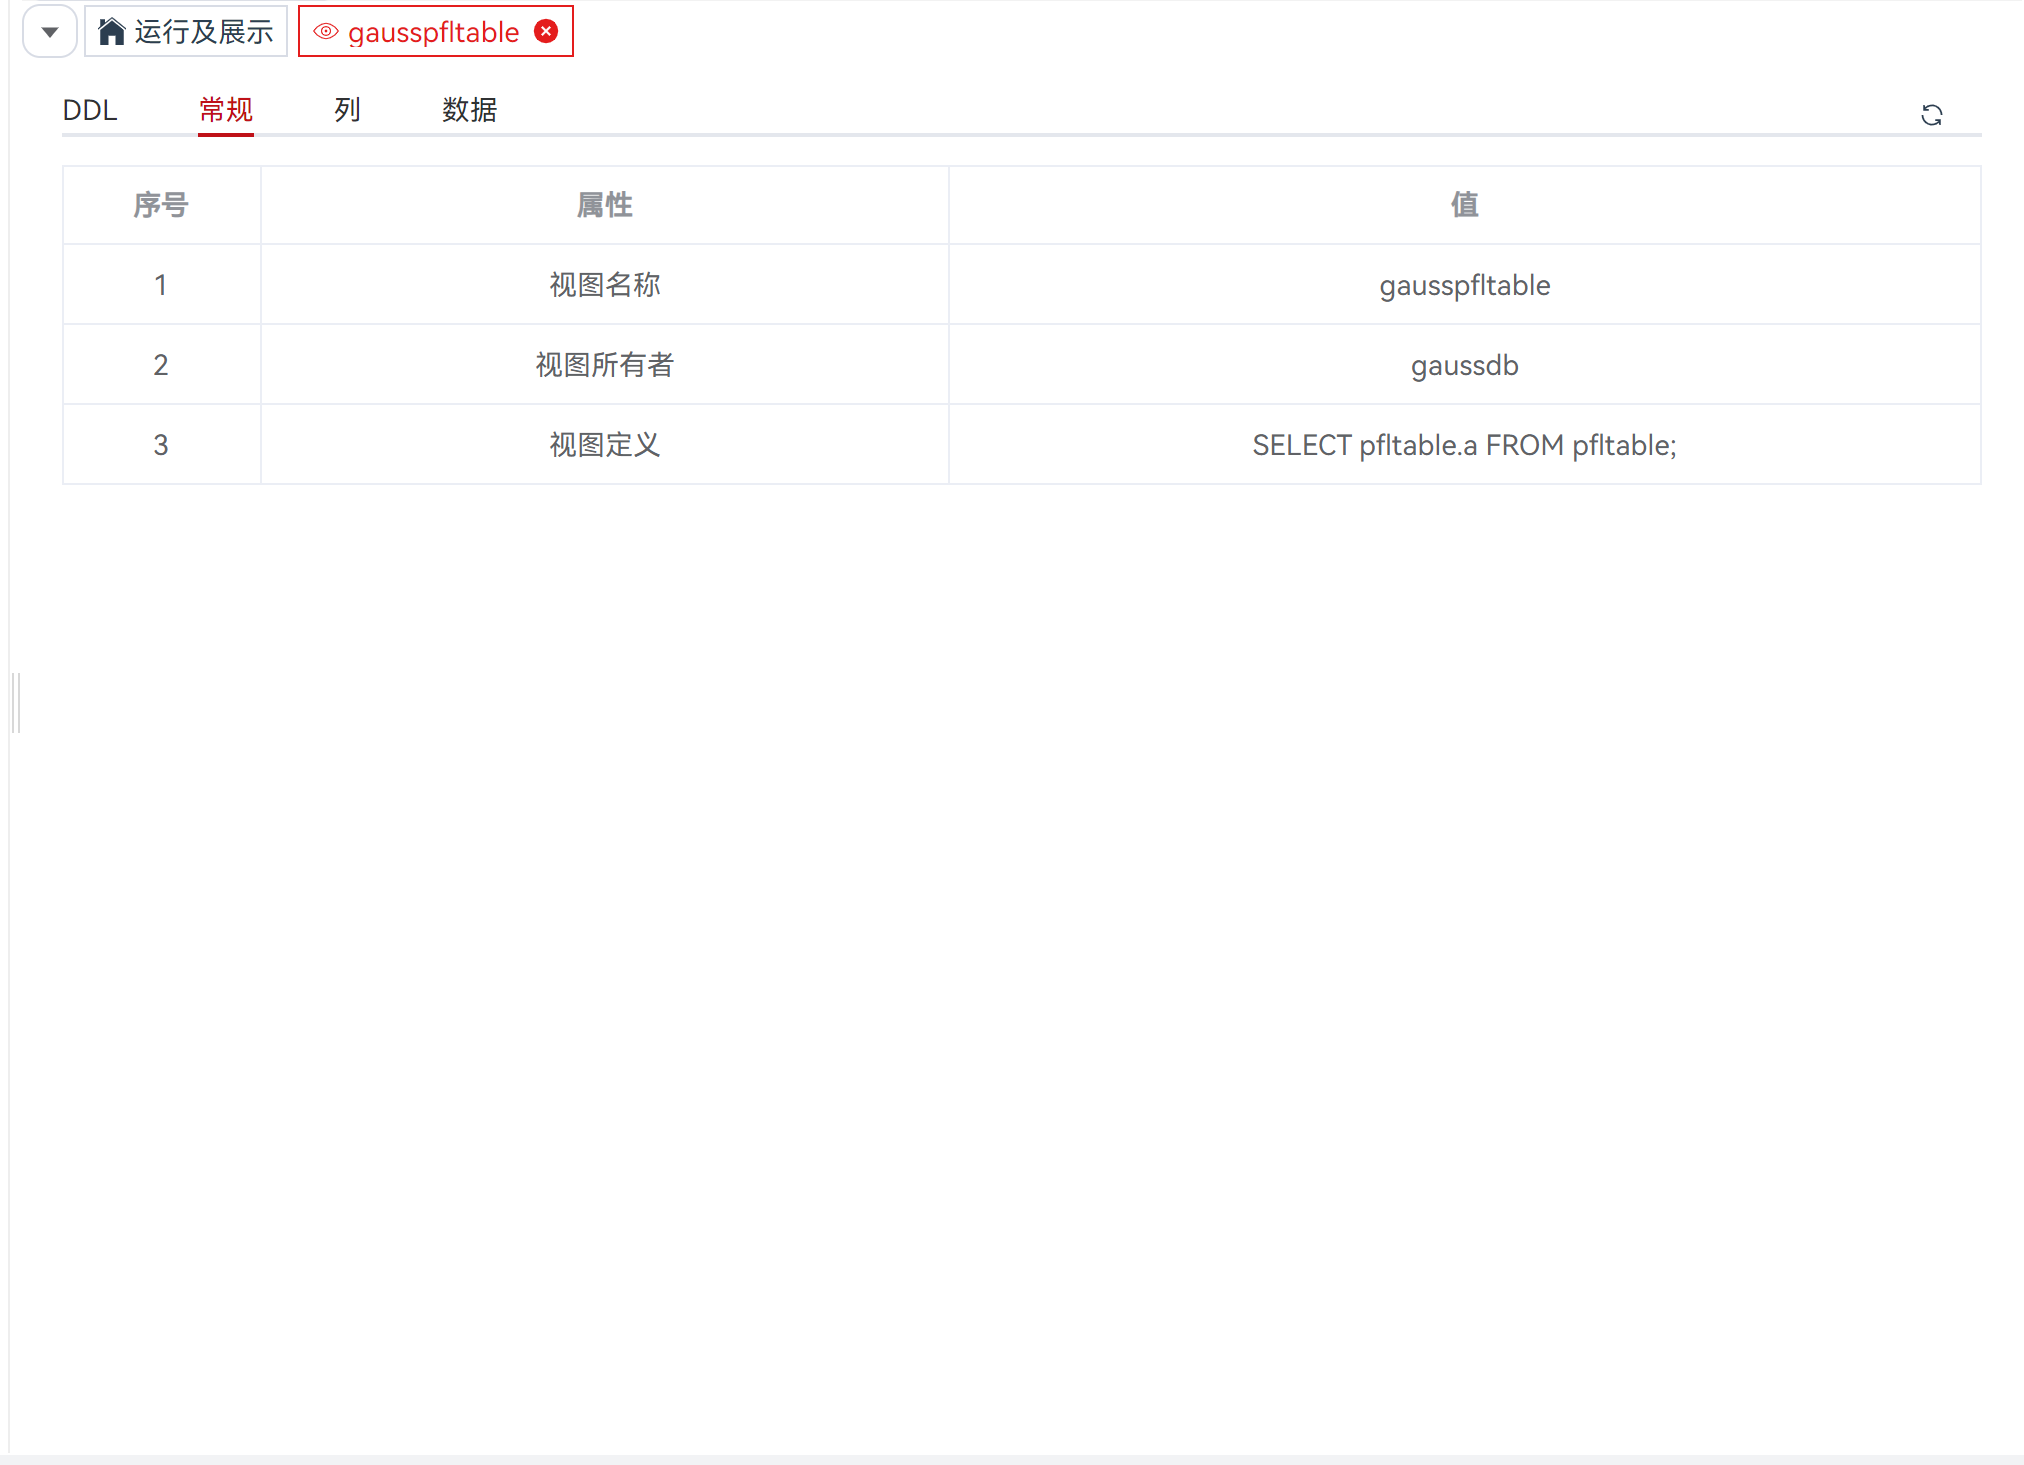 运行及展示 gausspfltable
DDL 常规 列 数据
序号 属性 值
1 视图名称 gausspfltable
2 视图所有者 gaussdb
3 视图定义 SELECT pfltable.a FROM pfltable;